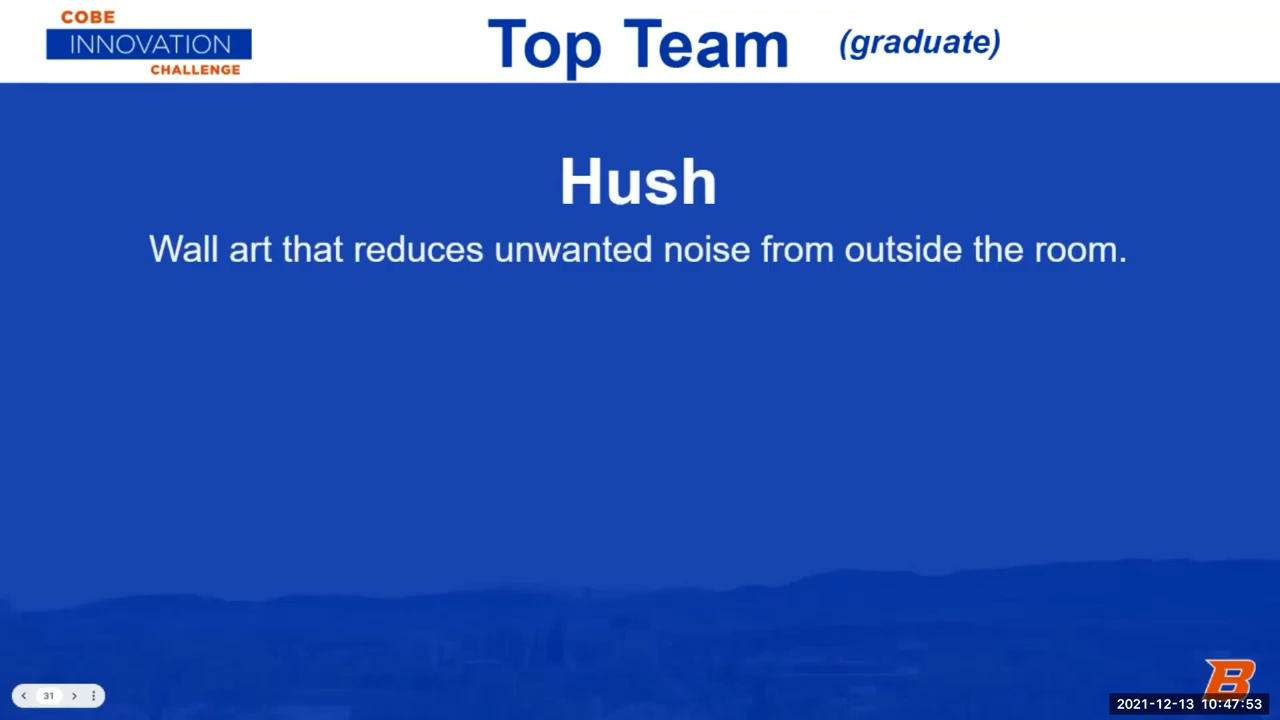 COBE
INNOVATION
CHALLENGE
Top Team (graduate)
Hush
Wall art that reduces unwanted noise from outside the room.
31
B
2021-12-13 10:47:53